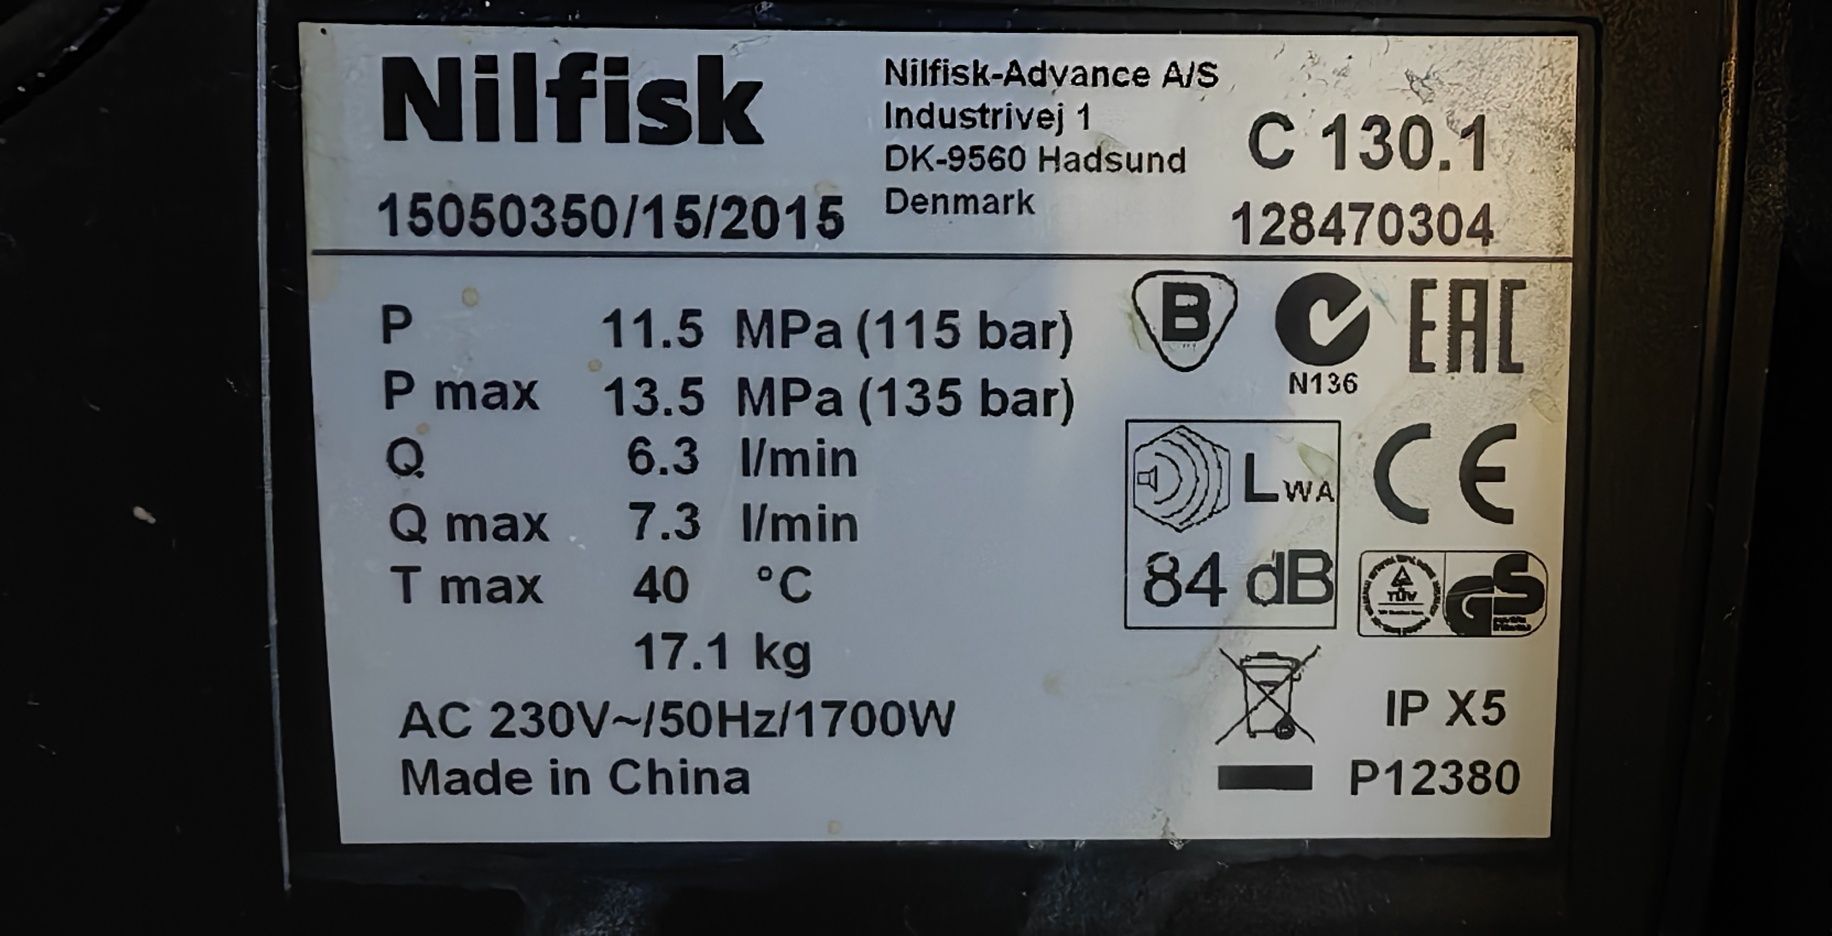 Nilfisk
Nilfisk-Advance A/S
Industrivej 1
DK-9560 Hadsund
Denmark
C 130.1
15050350/15/2015
128470304
P 11.5 MPa (115 bar)
P max 13.5 MPa (135 bar)
Q 6.3 l/min
Q max 7.3 l/min
T max 40 °C
17.1 kg
AC 230V~/50Hz/1700W
Made in China
B
N136
EAC
LWA
84 dB
CE
TÜV
GS
IP X5
P12380